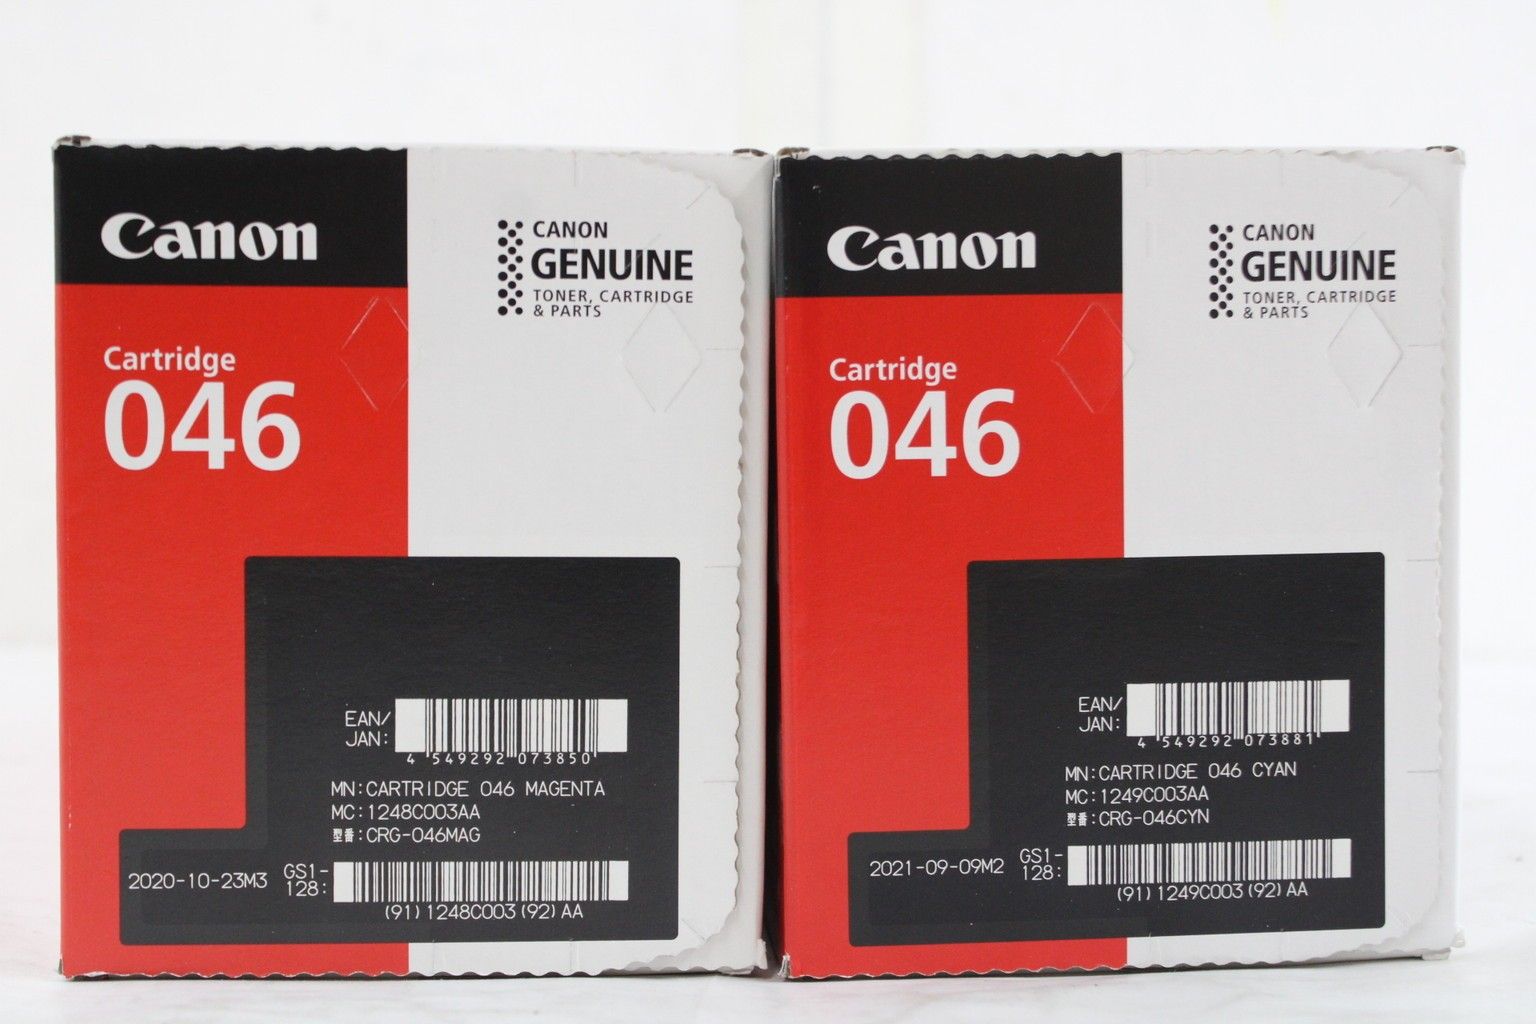 Canon
CANON
GENUINE
TONER, CARTRIDGE
& PARTS
Cartridge
046
EAN/
JAN:
4 549292 073850
MN:CARTRIDGE 046 MAGENTA
MC:1248C003AA
型番:CRG-046MAG
2020-10-23M3
GS1-
128:
(91)1248C003(92)AA
Canon
CANON
GENUINE
TONER, CARTRIDGE
& PARTS
Cartridge
046
EAN/
JAN:
4 549292 073881
MN:CARTRIDGE 046 CYAN
MC:1249C003AA
型番:CRG-046CYN
2021-09-09M2
GS1-
128:
(91)1249C003(92)AA